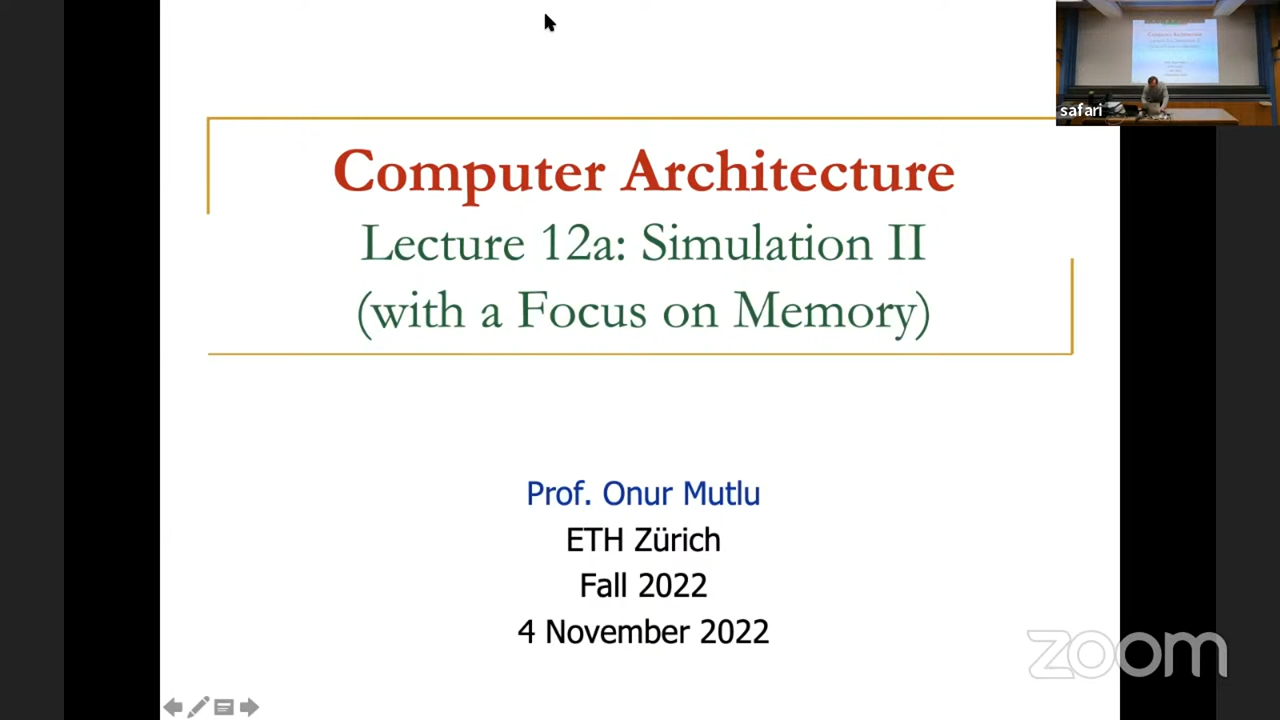 safari
Computer Architecture
Lecture 12a: Simulation II
(with a Focus on Memory)
Prof. Onur Mutlu
ETH Zürich
Fall 2022
4 November 2022
zoom